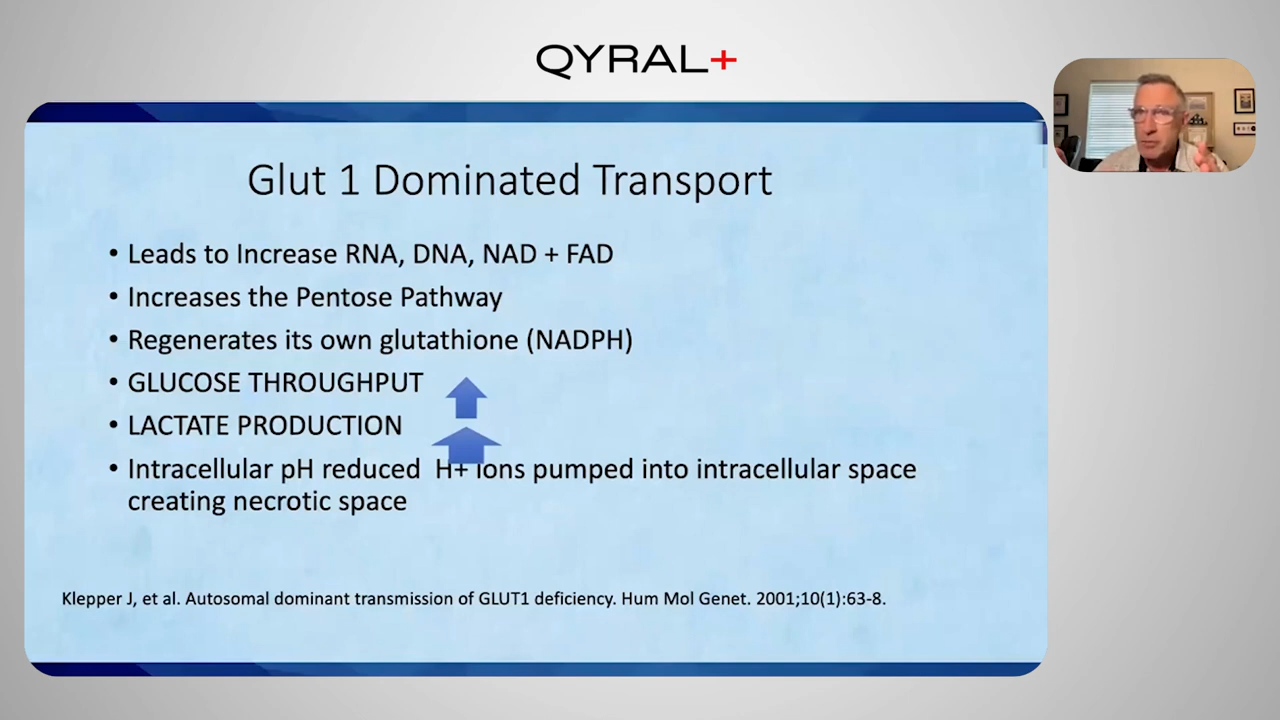 QYRAL+
Glut 1 Dominated Transport
• Leads to Increase RNA, DNA, NAD + FAD
• Increases the Pentose Pathway
• Regenerates its own glutathione (NADPH)
• GLUCOSE THROUGHPUT
• LACTATE PRODUCTION
• Intracellular pH reduced H+ ions pumped into intracellular space
creating necrotic space
Klepper J, et al. Autosomal dominant transmission of GLUT1 deficiency. Hum Mol Genet. 2001;10(1):63-8.